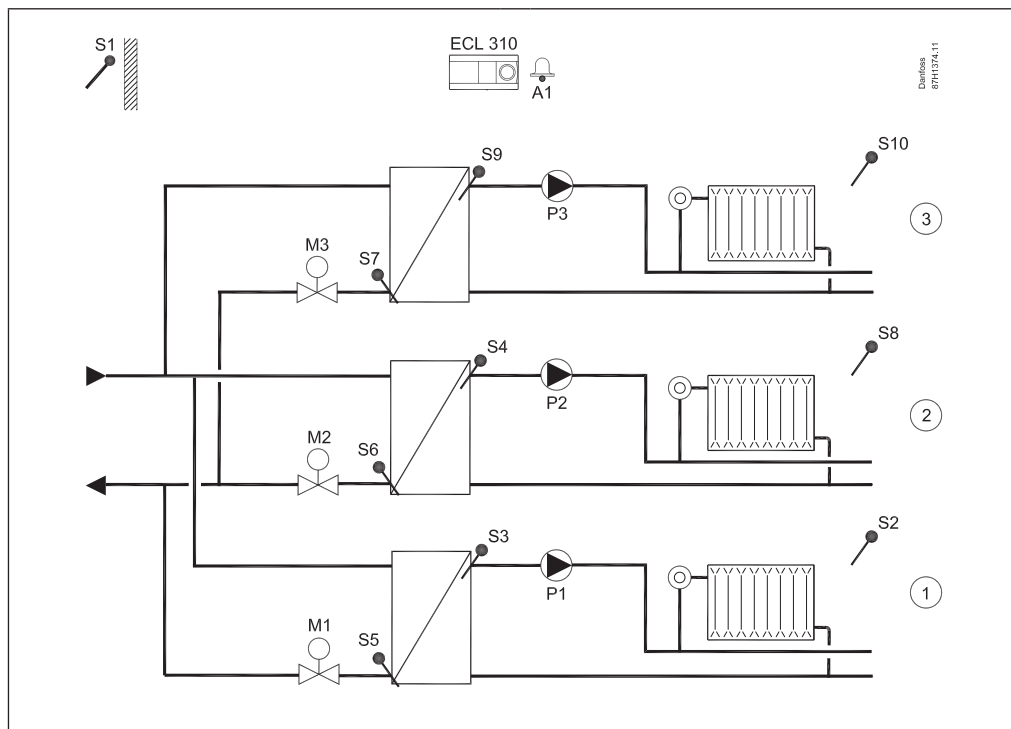 S1
ECL 310
A1
Danfoss
87H1374.11
S10
S9
P3
3
M3
S7
S8
S4
P2
2
M2
S6
S2
S3
P1
1
M1
S5